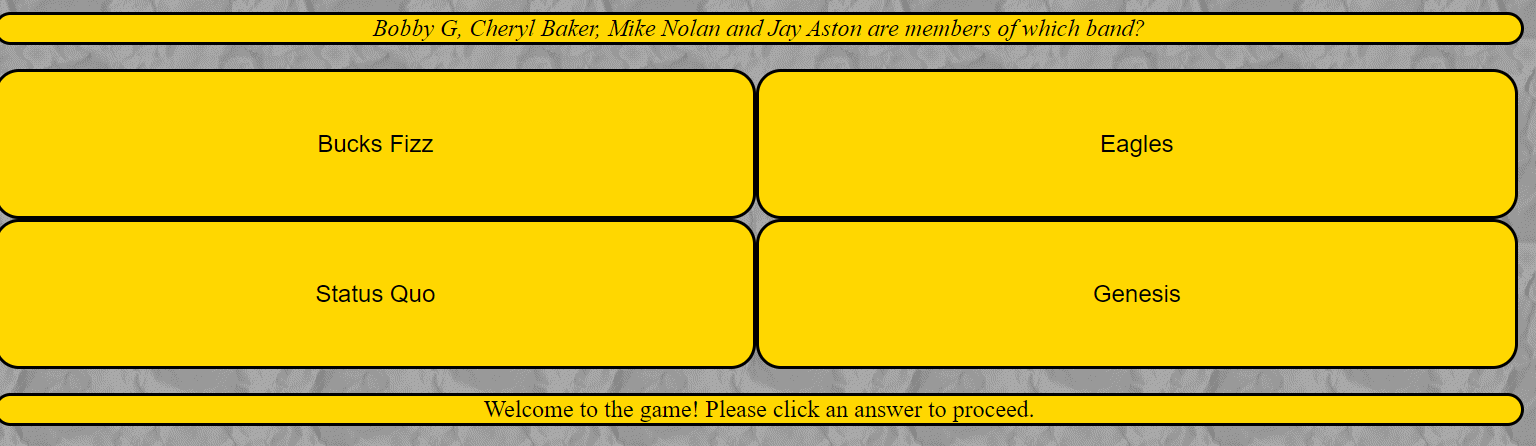 Bobby G, Cheryl Baker, Mike Nolan and Jay Aston are members of which band?
Bucks Fizz
Eagles
Status Quo
Genesis
Welcome to the game! Please click an answer to proceed.